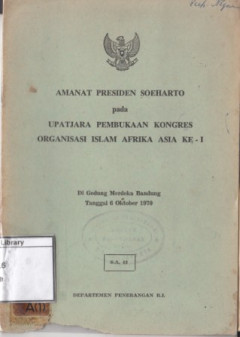 AMANAT PRESIDEN SOEHARTO
pada
UPATJARA PEMBUKAAN KONGRES
ORGANISASI ISLAM AFRIKA ASIA KE - I
Di Gedung Merdeka Bandung
Tanggal 6 Oktober 1970
Library
DEPARTEMEN PENERANGAN R.I.